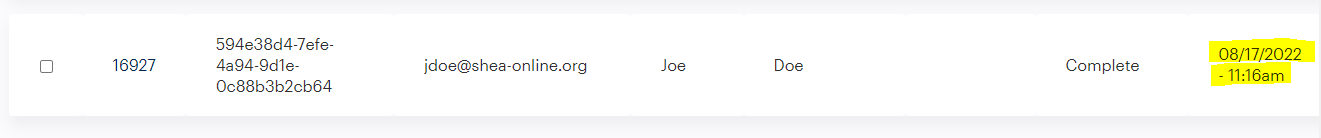 16927
594e38d4-7efe-
4a94-9d1e-
0c88b3b2cb64
jdoe@shea-online.org
Joe
Doe
Complete
08/17/2022
- 11:16am